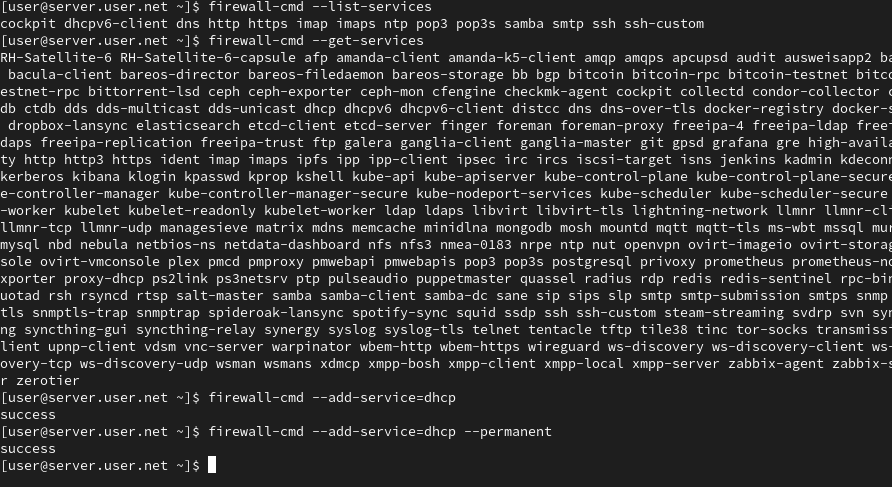 [user@server.user.net ~]$ firewall-cmd --list-services
cockpit dhcpv6-client dns http https imap imaps ntp pop3 pop3s samba smtp ssh ssh-custom
[user@server.user.net ~]$ firewall-cmd --get-services
RH-Satellite-6 RH-Satellite-6-capsule afp amanda-client amanda-k5-client amqp amqps apcupsd audit ausweisapp2 ba
 bacula-client bareos-director bareos-filedaemon bareos-storage bb bgp bitcoin bitcoin-rpc bitcoin-testnet bitco
estnet-rpc bittorrent-lsd ceph ceph-exporter ceph-mon cfengine checkmk-agent cockpit collectd condor-collector c
db ctdb dds dds-multicast dds-unicast dhcp dhcpv6 dhcpv6-client distcc dns dns-over-tls docker-registry docker-s
 dropbox-lansync elasticsearch etcd-client etcd-server finger foreman foreman-proxy freeipa-4 freeipa-ldap freei
daps freeipa-replication freeipa-trust ftp galera ganglia-client ganglia-master git gpsd grafana gre high-availa
ty http http3 https ident imap imaps ipfs ipp ipp-client ipsec irc ircs iscsi-target isns jenkins kadmin kdeconn
kerberos kibana klogin kpasswd kprop kshell kube-api kube-apiserver kube-control-plane kube-control-plane-secure
e-controller-manager kube-controller-manager-secure kube-nodeport-services kube-scheduler kube-scheduler-secure
-worker kubelet kubelet-readonly kubelet-worker ldap ldaps libvirt libvirt-tls lightning-network llmnr llmnr-cli
llmnr-tcp llmnr-udp managesieve matrix mdns memcache minidlna mongodb mosh mountd mqtt mqtt-tls ms-wbt mssql mur
mysql nbd nebula netbios-ns netdata-dashboard nfs nfs3 nmea-0183 nrpe ntp nut openvpn ovirt-imageio ovirt-storag
sole ovirt-vmconsole plex pmcd pmproxy pmwebapi pmwebapis pop3 pop3s postgresql privoxy prometheus prometheus-no
xporter proxy-dhcp ps2link ps3netsrv ptp pulseaudio puppetmaster quassel radius rdp redis redis-sentinel rpc-bin
uotad rsh rsyncd rtsp salt-master samba samba-client samba-dc sane sip sips slp smtp smtp-submission smtps snmp
tls snmptls-trap snmptrap spideroak-lansync spotify-sync squid ssdp ssh ssh-custom steam-streaming svdrp svn syn
ng syncthing-gui syncthing-relay synergy syslog syslog-tls telnet tentacle tftp tile38 tinc tor-socks transmissi
lient upnp-client vdsm vnc-server warpinator wbem-http wbem-https wireguard ws-discovery ws-discovery-client ws-
overy-tcp ws-discovery-udp wsman wsmans xdmcp xmpp-bosh xmpp-client xmpp-local xmpp-server zabbix-agent zabbix-s
r zerotier
[user@server.user.net ~]$ firewall-cmd --add-service=dhcp
success
[user@server.user.net ~]$ firewall-cmd --add-service=dhcp --permanent
success
[user@server.user.net ~]$